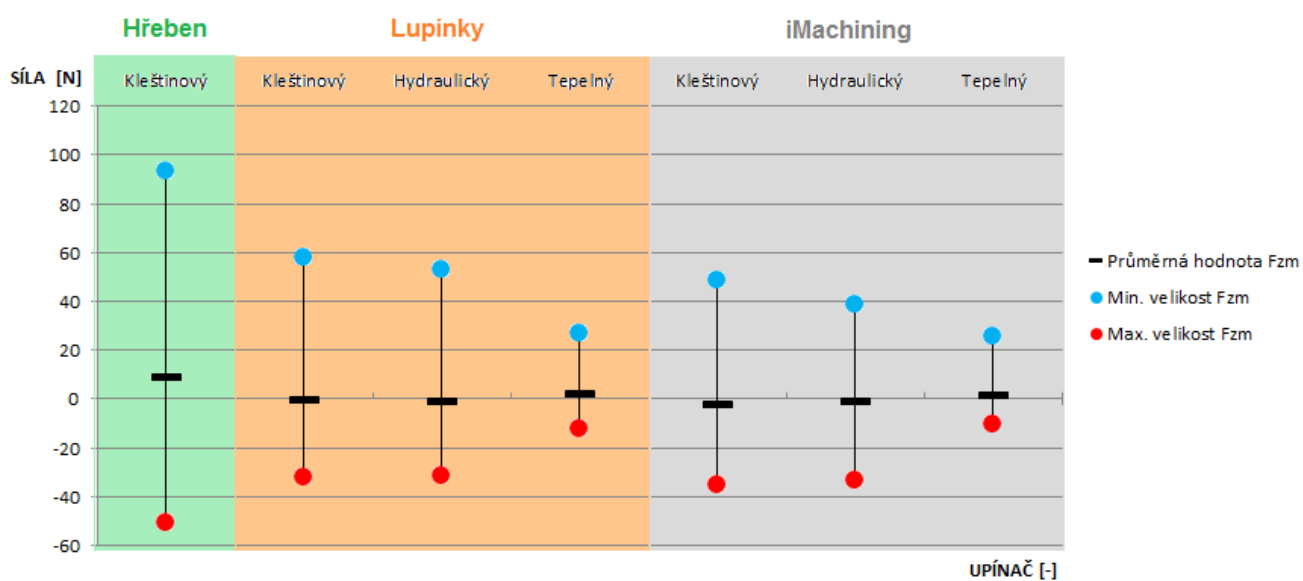 Hřeben Lupínky iMachining
SÍLA [N] Kleštinový Kleštinový Hydraulický Tepelný Kleštinový Hydraulický Tepelný
120
100
80
60
40
20
0
-20
-40
-60
Průměrná hodnota Fzm
Min. velikost Fzm
Max. velikost Fzm
UPÍNAČ [-]